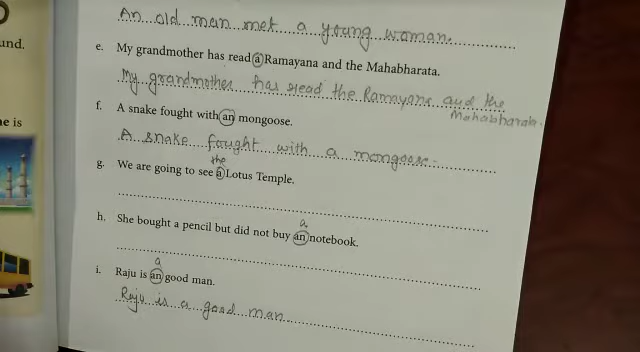 An old man met a young woman.
und.
e. My grandmother has read a Ramayana and the Mahabharata.
My grandmother has read the Ramayana and the
Mahabharata.
f. A snake fought with an mongoose.
A snake fought with a mongoose.
e is
the
g. We are going to see a Lotus Temple.
a
h. She bought a pencil but did not buy an notebook.
a
i. Raju is an good man.
Raju is a good man